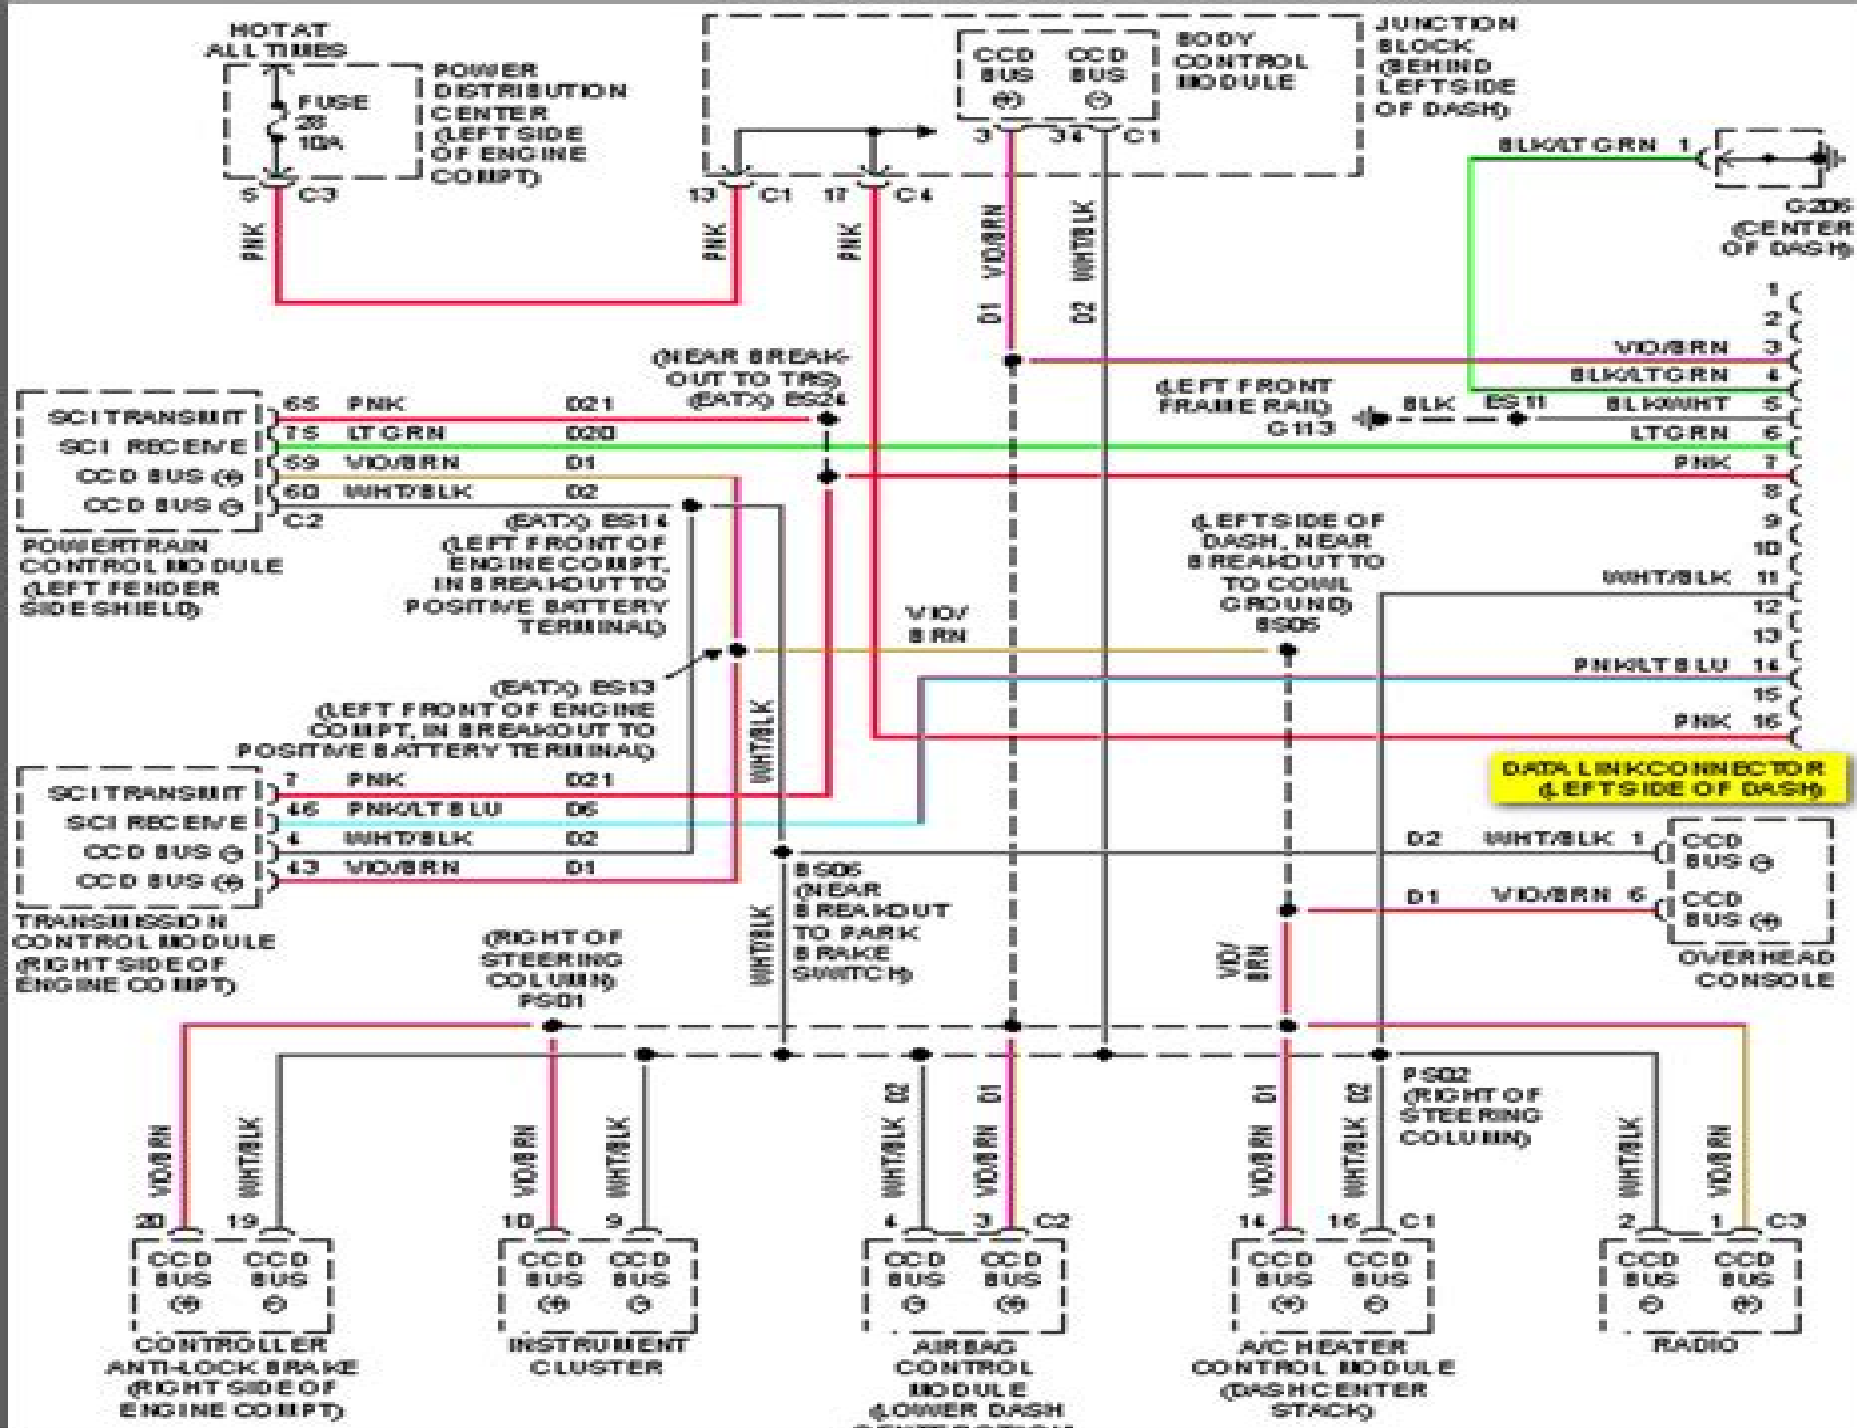 HOT AT
ALL TIMES
POWER
DISTRIBUTION
CENTER
(LEFT SIDE
OF ENGINE
COMPT)
FUSE
28
10A
5 C3
PNK
JUNCTION
BLOCK
(BEHIND
LEFT SIDE
OF DASH)
BODY
CONTROL
MODULE
CCD BUS (+)
CCD BUS (-)
3 34 C1
13 C1 17 C4
PNK
PNK
D1 VIO/BRN
D2 WHT/BLK
BLK/LT GRN 1
(CENTER
OF DASH)
1
2
VIO/BRN 3
BLK/LT GRN 4
BLK/WHT 5
LT GRN 6
PNK 7
8
9
10
WHT/BLK 11
12
13
PNK/LT BLU 14
15
PNK 16
DATA LINK CONNECTOR
(LEFT SIDE OF DASH)
(NEAR BREAK-
OUT TO TRS)
(EATX)
(LEFT FRONT
FRAME RAIL)
G113
BLK ES11
SCI TRANSMIT 65 PNK D21
SCI RECEIVE 75 LT GRN D20
CCD BUS (+) 59 VIO/BRN D1
CCD BUS (-) 60 WHT/BLK D2
C2
POWERTRAIN
CONTROL MODULE
(LEFT FENDER
SIDE SHIELD)
(EATX) ES14
(LEFT FRONT OF
ENGINE COMPT,
IN BREAKOUT TO
POSITIVE BATTERY
TERMINAL)
(LEFT SIDE OF
DASH, NEAR
BREAKOUT TO
TO COWL
GROUND)
VIO/
BRN
(EATX) ES13
(LEFT FRONT OF ENGINE
COMPT, IN BREAKOUT TO
POSITIVE BATTERY TERMINAL)
WHT/BLK
SCI TRANSMIT 7 PNK D21
SCI RECEIVE 46 PNK/LT BLU D6
CCD BUS (-) 4 WHT/BLK D2
CCD BUS (+) 43 VIO/BRN D1
TRANSMISSION
CONTROL MODULE
(RIGHT SIDE OF
ENGINE COMPT)
(NEAR
BREAKOUT
TO PARK
BRAKE
SWITCH)
WHT/BLK
D2 WHT/BLK 1 CCD BUS (-)
D1 VIO/BRN 6 CCD BUS (+)
OVERHEAD
CONSOLE
(RIGHT OF
STEERING
COLUMN)
PS01
VIO/
BRN
PS02
(RIGHT OF
STEERING
COLUMN)
VIO/BRN
WHT/BLK
VIO/BRN
WHT/BLK
WHT/BLK D2
VIO/BRN D1
VIO/BRN D1
WHT/BLK D2
WHT/BLK
VIO/BRN
20 19
10 9
4 3 C2
14 16 C1
2 1 C3
CCD BUS (+) CCD BUS (-)
CCD BUS (+) CCD BUS (-)
CCD BUS (-) CCD BUS (+)
CCD BUS (+) CCD BUS (-)
CCD BUS (-) CCD BUS (+)
CONTROLLER
ANTI-LOCK BRAKE
(RIGHT SIDE OF
ENGINE COMPT)
INSTRUMENT
CLUSTER
AIRBAG
CONTROL
MODULE
(LOWER DASH
A/C HEATER
CONTROL MODULE
(DASH CENTER
STACK)
RADIO